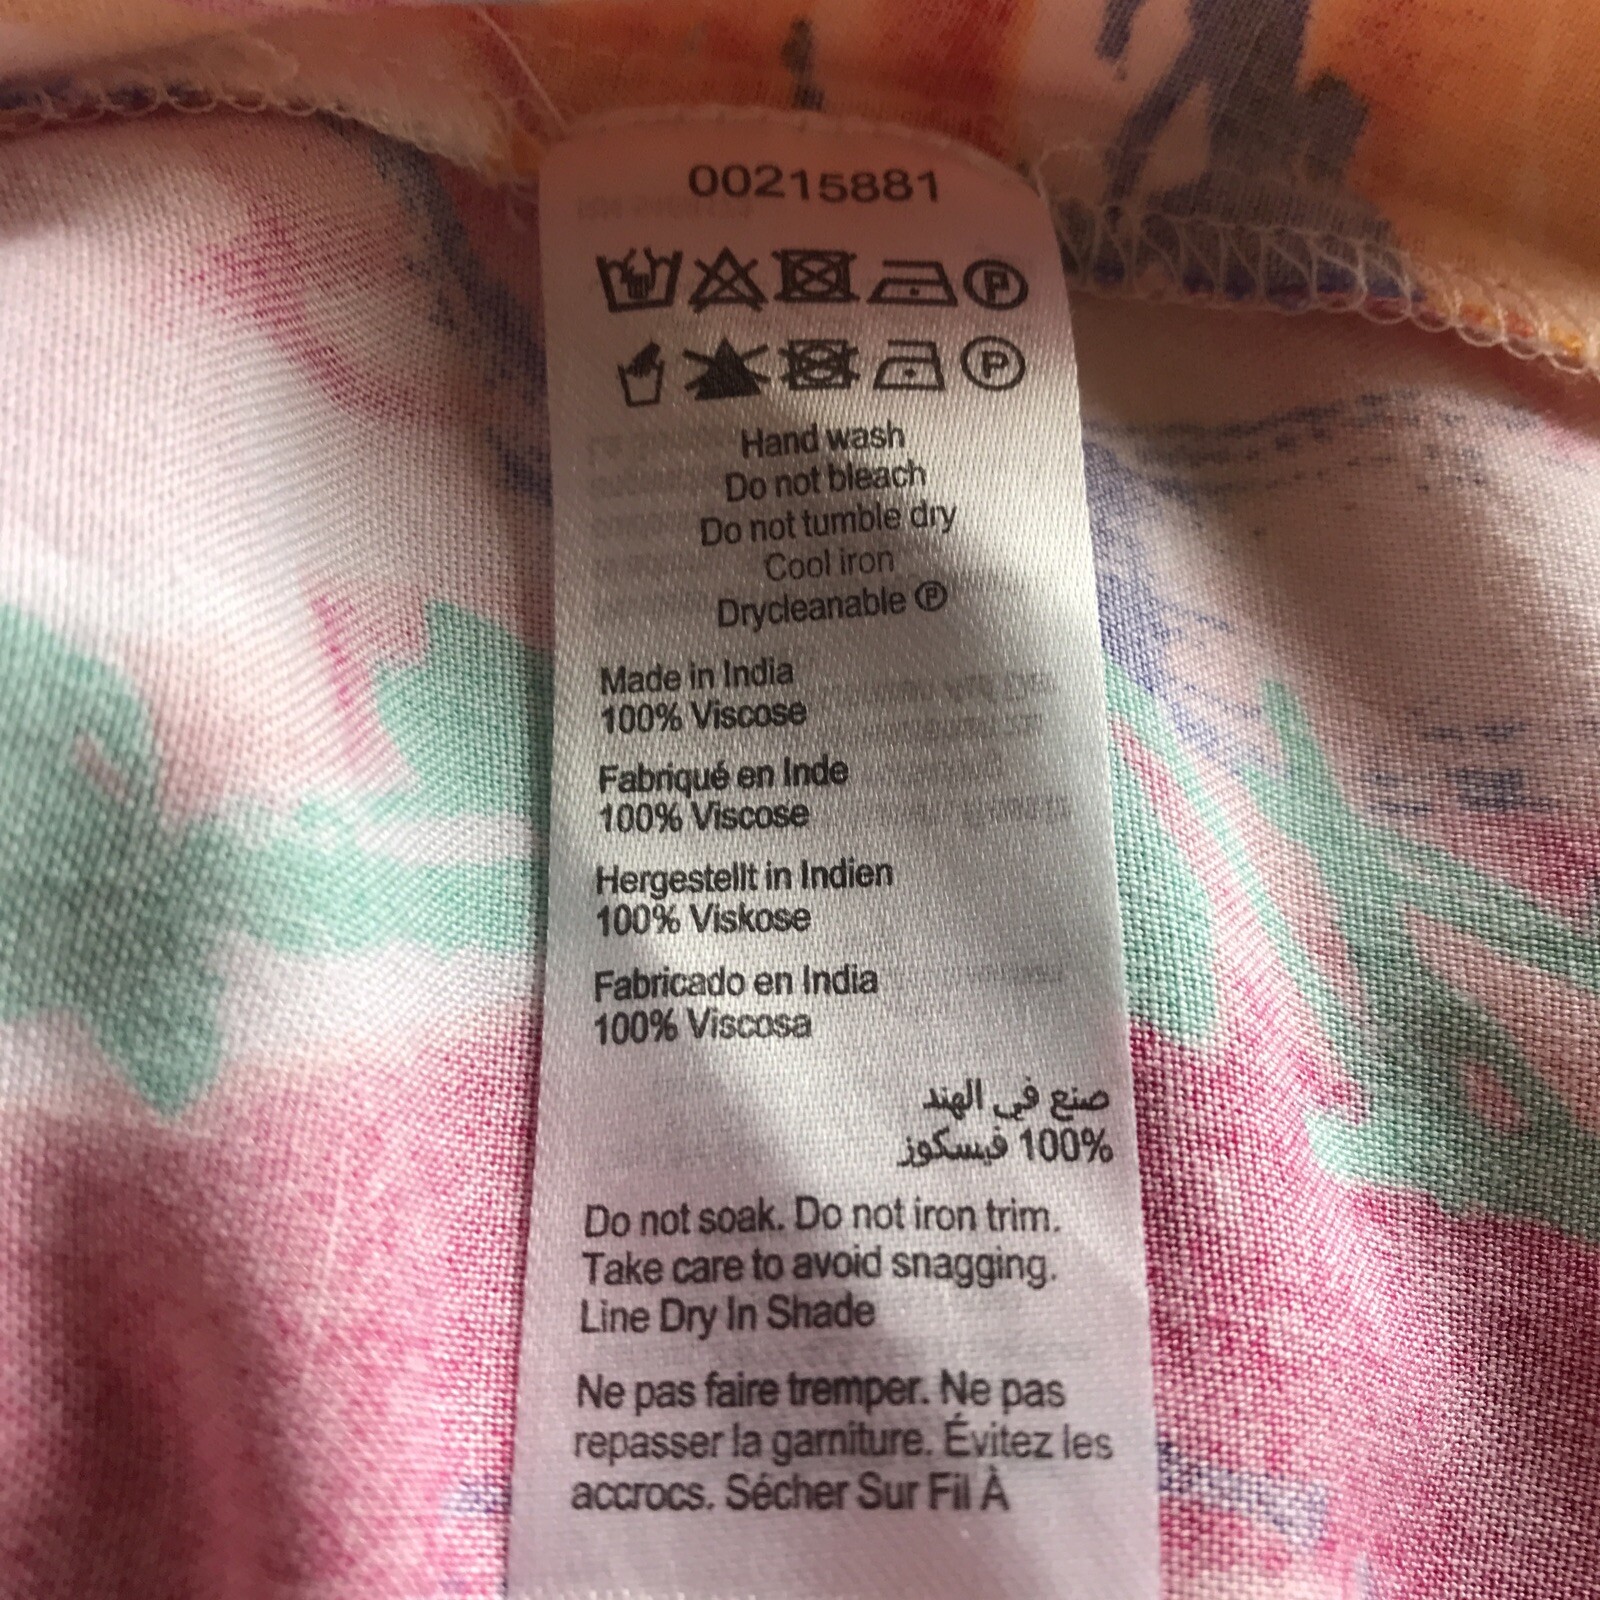 00215881
Hand wash
Do not bleach
Do not tumble dry
Cool iron
Drycleanable Ⓟ
Made in India
100% Viscose
Fabriqué en Inde
100% Viscose
Hergestellt in Indien
100% Viskose
Fabricado en India
100% Viscosa
صنع في الهند
100% فيسكوز
Do not soak. Do not iron trim.
Take care to avoid snagging.
Line Dry In Shade
Ne pas faire tremper. Ne pas
repasser la garniture. Évitez les
accrocs. Sécher Sur Fil À